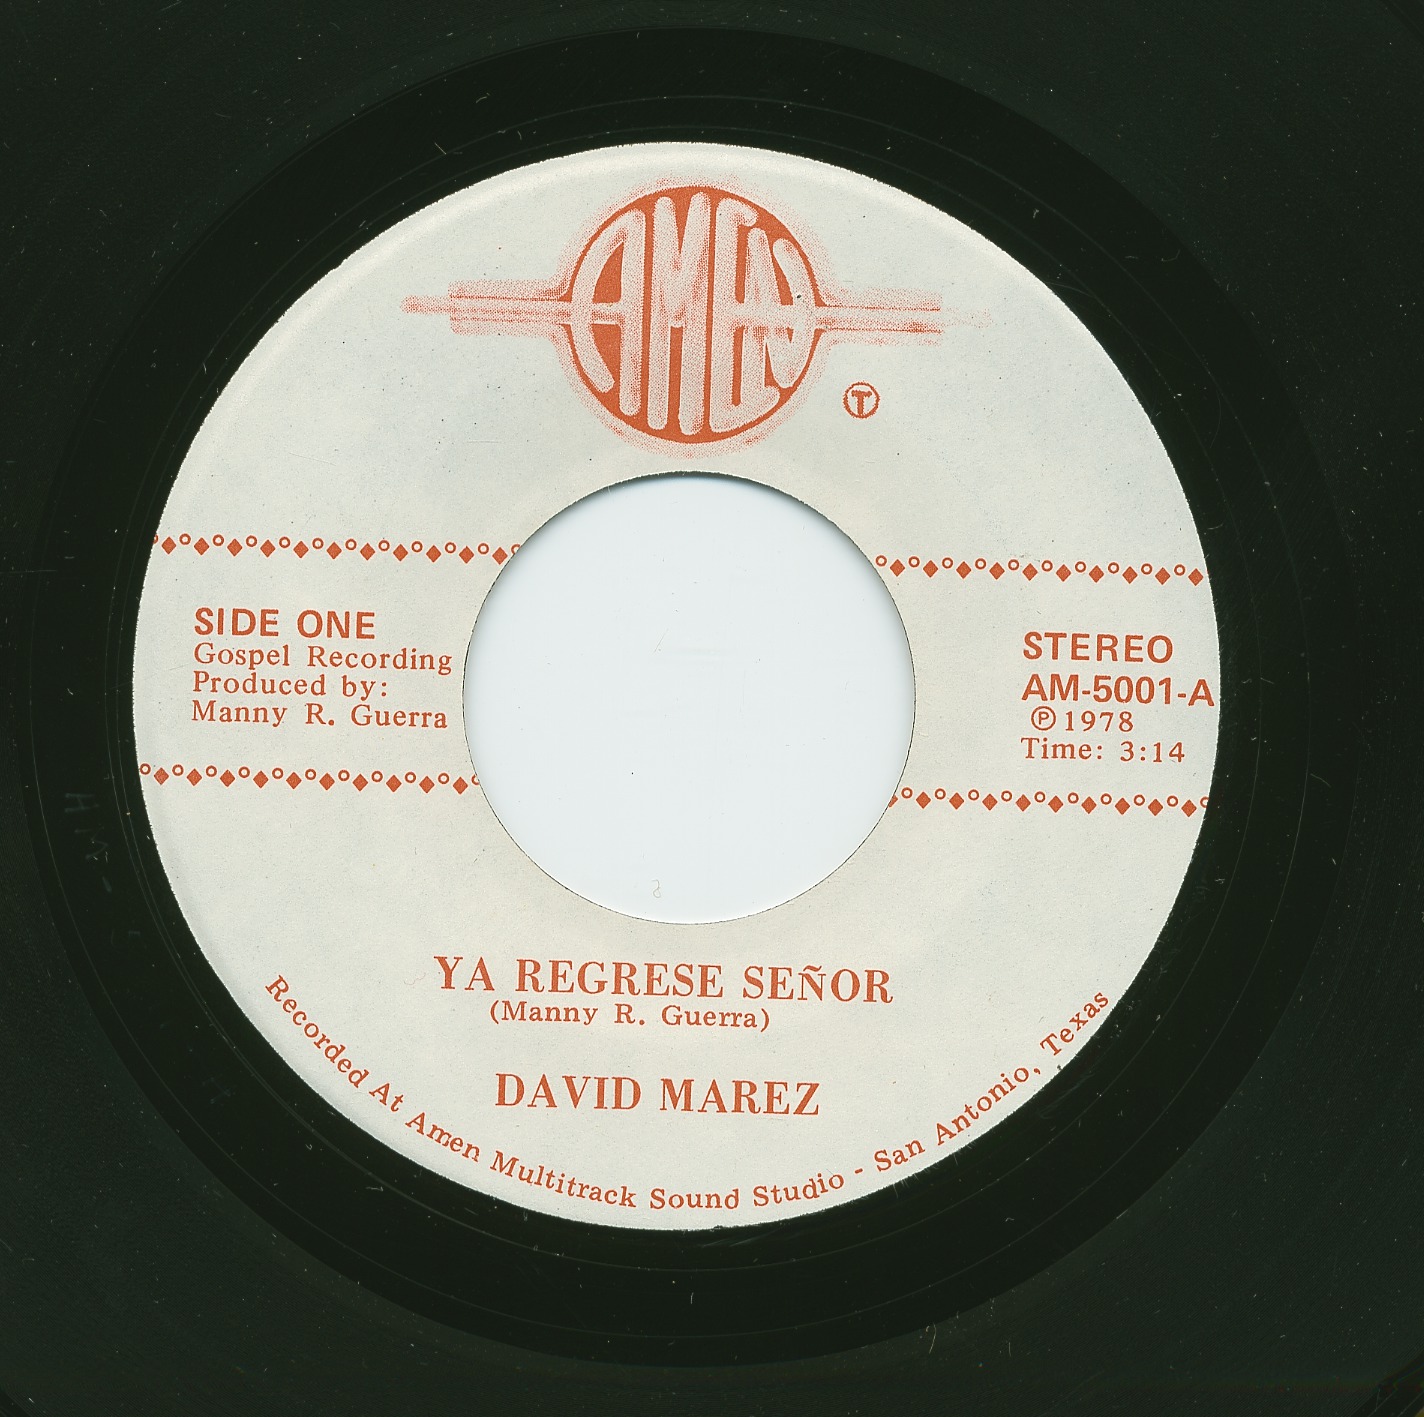 AMEN
T
SIDE ONE
Gospel Recording
Produced by:
Manny R. Guerra
STEREO
AM-5001-A
℗ 1978
Time: 3:14
YA REGRESE SEÑOR
(Manny R. Guerra)
DAVID MAREZ
Recorded At Amen Multitrack Sound Studio - San Antonio, Texas